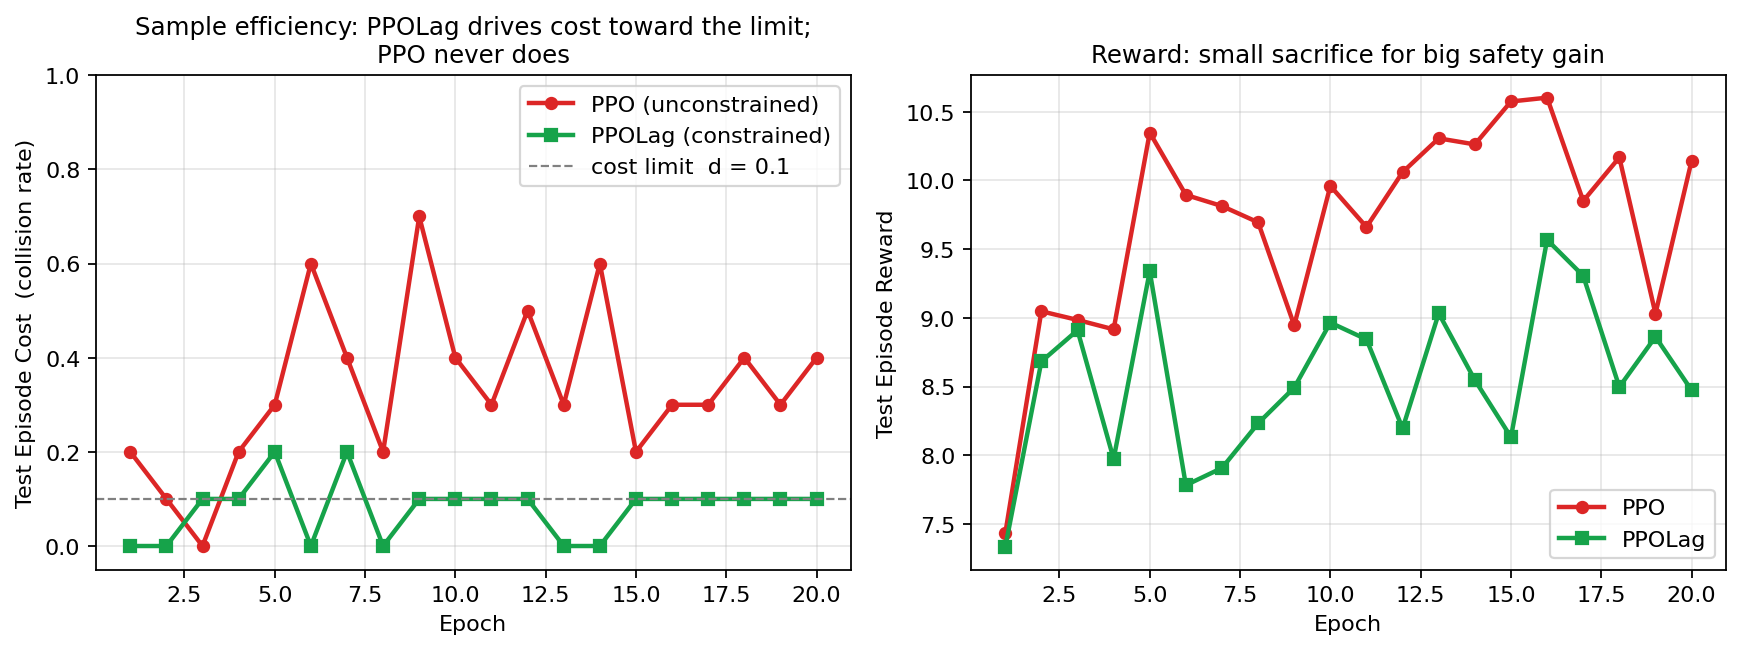 Sample efficiency: PPOLag drives cost toward the limit;
PPO never does
Test Episode Cost  (collision rate)
1.0
0.8
0.6
0.4
0.2
0.0
PPO (unconstrained)
PPOLag (constrained)
cost limit  d = 0.1
2.5 5.0 7.5 10.0 12.5 15.0 17.5 20.0
Epoch
Reward: small sacrifice for big safety gain
Test Episode Reward
10.5
10.0
9.5
9.0
8.5
8.0
7.5
PPO
PPOLag
2.5 5.0 7.5 10.0 12.5 15.0 17.5 20.0
Epoch